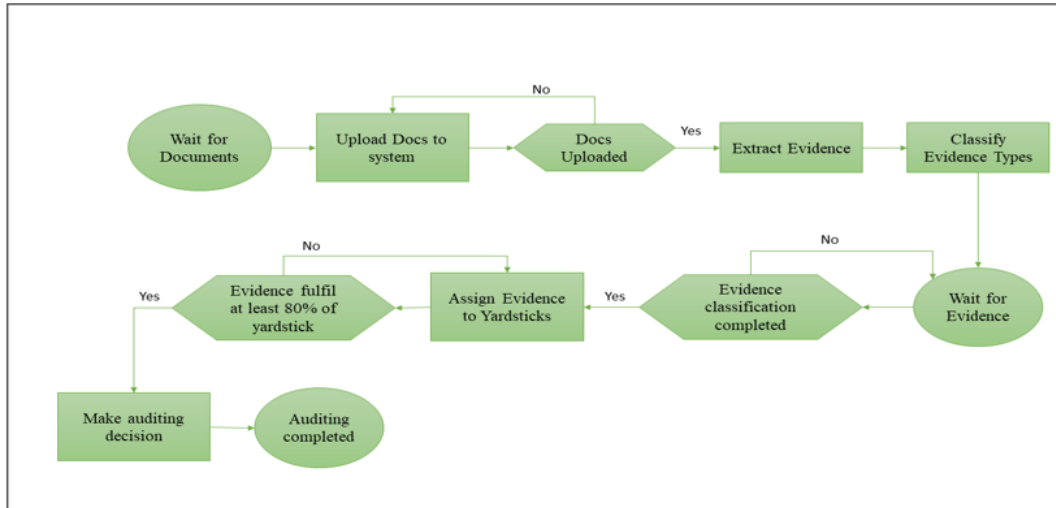 No
Wait for
Documents
Upload Docs to
system
Docs
Uploaded
Yes
Extract Evidence
Classify
Evidence Types
No
No
Yes
Evidence fulfil
at least 80% of
yardstick
Assign Evidence
to Yardsticks
Yes
Evidence
classification
completed
Wait for
Evidence
Make auditing
decision
Auditing
completed